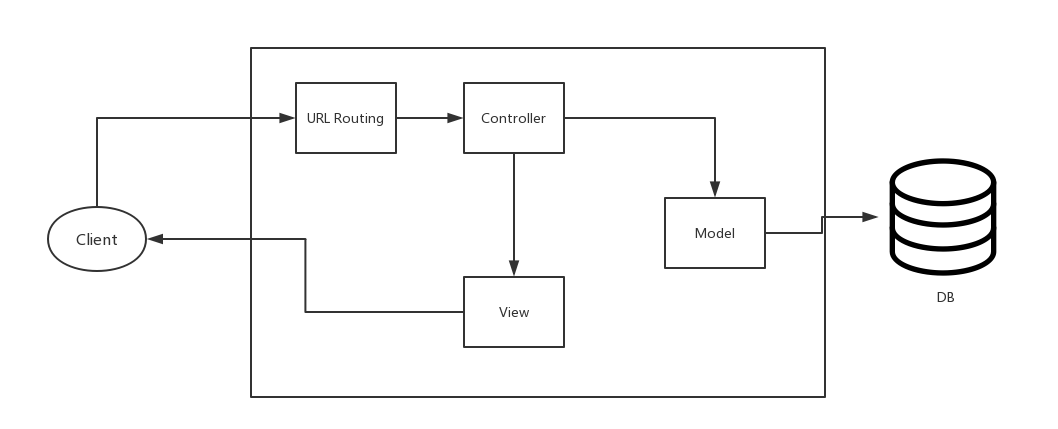 URL Routing
Controller
Client
Model
View
DB